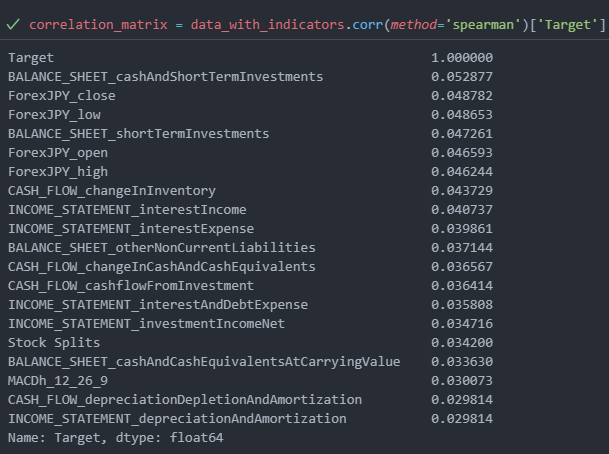 correlation_matrix = data_with_indicators.corr(method='spearman')['Target']
Target 1.000000
BALANCE_SHEET_cashAndShortTermInvestments 0.052877
ForexJPY_close 0.048782
ForexJPY_low 0.048653
BALANCE_SHEET_shortTermInvestments 0.047261
ForexJPY_open 0.046593
ForexJPY_high 0.046244
CASH_FLOW_changeInInventory 0.043729
INCOME_STATEMENT_interestIncome 0.040737
INCOME_STATEMENT_interestExpense 0.039861
BALANCE_SHEET_otherNonCurrentLiabilities 0.037144
CASH_FLOW_changeInCashAndCashEquivalents 0.036567
CASH_FLOW_cashflowFromInvestment 0.036414
INCOME_STATEMENT_interestAndDebtExpense 0.035808
INCOME_STATEMENT_investmentIncomeNet 0.034716
Stock Splits 0.034200
BALANCE_SHEET_cashAndCashEquivalentsAtCarryingValue 0.033630
MACDh_12_26_9 0.030073
CASH_FLOW_depreciationDepletionAndAmortization 0.029814
INCOME_STATEMENT_depreciationAndAmortization 0.029814
Name: Target, dtype: float64